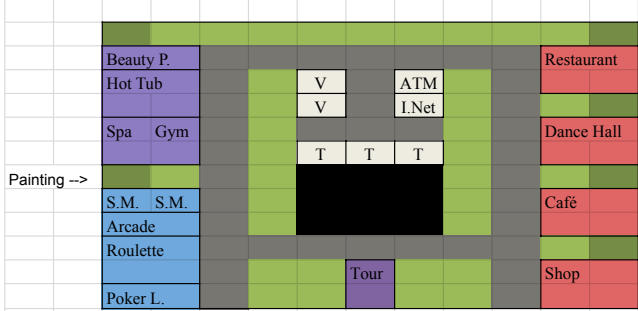 Beauty P. Restaurant
Hot Tub V ATM
V I.Net
Spa Gym Dance Hall
T T T
Painting -->
S.M. S.M. Café
Arcade
Roulette
Tour Shop
Poker L.